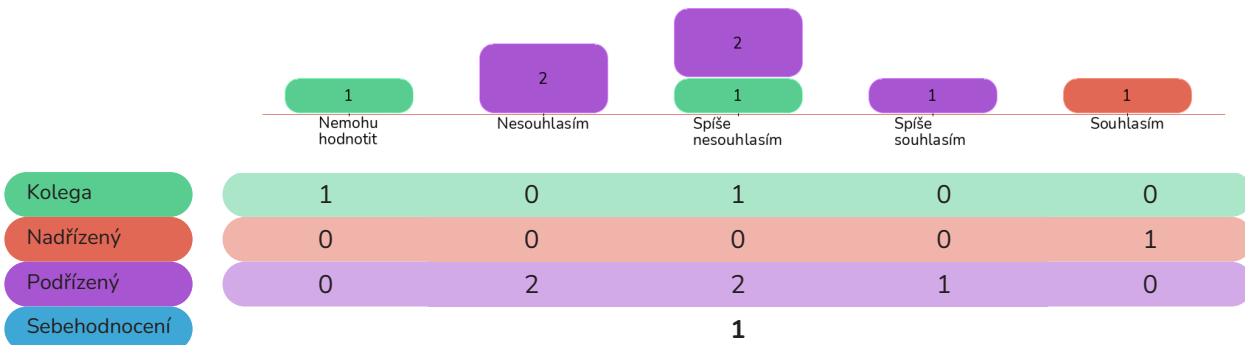 2
1 2 1 1 1
Nemohu hodnotit Nesouhlasím Spíše nesouhlasím Spíše souhlasím Souhlasím
Kolega 1 0 1 0 0
Nadřízený 0 0 0 0 1
Podřízený 0 2 2 1 0
Sebehodnocení 1